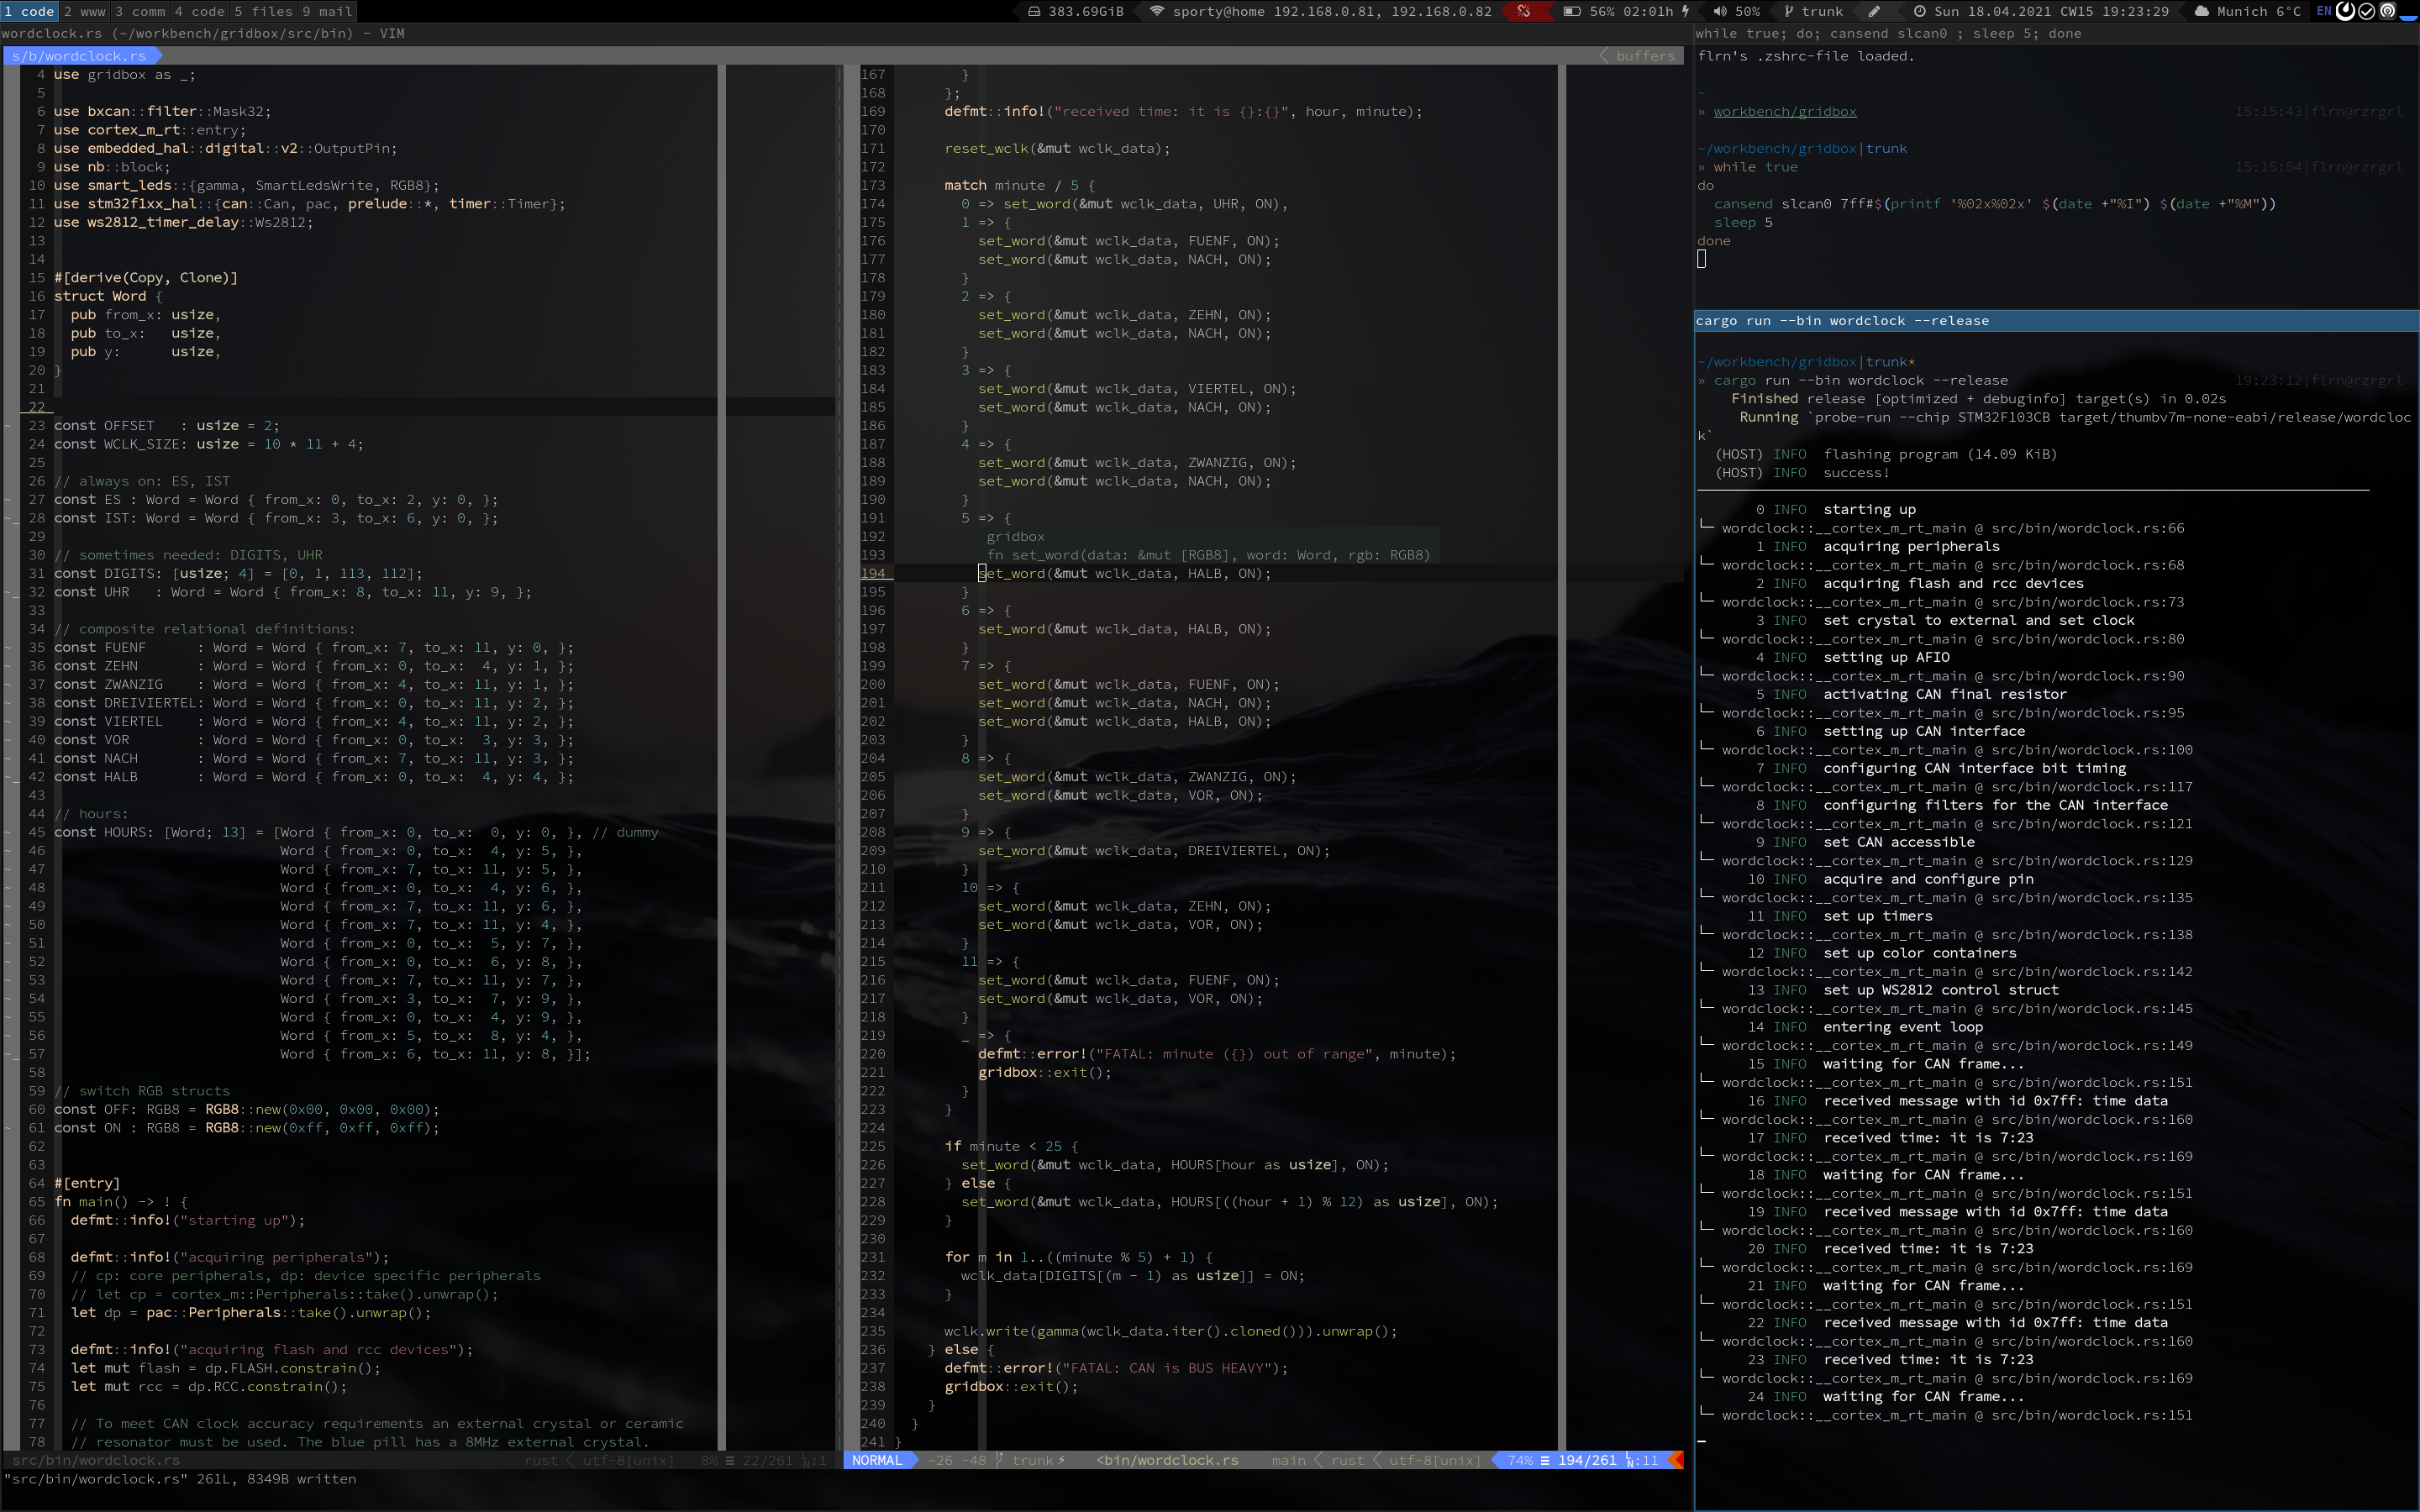 1 code 2 www 3 comm 4 code 5 files 9 mail
383.69GiB sporty@home 192.168.0.81, 192.168.0.82 56% 02:01h 50% trunk Sun 18.04.2021 CW15 19:23:29 Munich 6°C EN
wordclock.rs (~/workbench/gridbox/src/bin) - VIM
s/b/wordclock.rs
buffers
4 use gridbox as _;
5
6 use bxcan::filter::Mask32;
7 use cortex_m_rt::entry;
8 use embedded_hal::digital::v2::OutputPin;
9 use nb::block;
10 use smart_leds::{gamma, SmartLedsWrite, RGB8};
11 use stm32f1xx_hal::{can::Can, pac, prelude::*, timer::Timer};
12 use ws2812_timer_delay::Ws2812;
13
14
15 #[derive(Copy, Clone)]
16 struct Word {
17   pub from_x: usize,
18   pub to_x:   usize,
19   pub y:      usize,
20 }
21
22
~ 23 const OFFSET   : usize = 2;
24 const WCLK_SIZE: usize = 10 * 11 + 4;
25
26 // always on: ES, IST
~ 27 const ES : Word = Word { from_x: 0, to_x: 2, y: 0, };
~_ 28 const IST: Word = Word { from_x: 3, to_x: 6, y: 0, };
29
30 // sometimes needed: DIGITS, UHR
31 const DIGITS: [usize; 4] = [0, 1, 113, 112];
~_ 32 const UHR   : Word = Word { from_x: 8, to_x: 11, y: 9, };
33
34 // composite relational definitions:
~ 35 const FUENF      : Word = Word { from_x: 7, to_x: 11, y: 0, };
~ 36 const ZEHN       : Word = Word { from_x: 0, to_x:  4, y: 1, };
~ 37 const ZWANZIG    : Word = Word { from_x: 4, to_x: 11, y: 1, };
~ 38 const DREIVIERTEL: Word = Word { from_x: 0, to_x: 11, y: 2, };
~ 39 const VIERTEL    : Word = Word { from_x: 4, to_x: 11, y: 2, };
~ 40 const VOR        : Word = Word { from_x: 0, to_x:  3, y: 3, };
~ 41 const NACH       : Word = Word { from_x: 7, to_x: 11, y: 3, };
~_ 42 const HALB       : Word = Word { from_x: 0, to_x:  4, y: 4, };
43
44 // hours:
~ 45 const HOURS: [Word; 13] = [Word { from_x: 0, to_x:  0, y: 0, }, // dummy
~ 46                            Word { from_x: 0, to_x:  4, y: 5, },
~ 47                            Word { from_x: 7, to_x: 11, y: 5, },
~ 48                            Word { from_x: 0, to_x:  4, y: 6, },
~ 49                            Word { from_x: 7, to_x: 11, y: 6, },
~ 50                            Word { from_x: 7, to_x: 11, y: 4, },
~ 51                            Word { from_x: 0, to_x:  5, y: 7, },
~ 52                            Word { from_x: 0, to_x:  6, y: 8, },
~ 53                            Word { from_x: 7, to_x: 11, y: 7, },
~ 54                            Word { from_x: 3, to_x:  7, y: 9, },
~ 55                            Word { from_x: 0, to_x:  4, y: 9, },
~ 56                            Word { from_x: 5, to_x:  8, y: 4, },
~_ 57                            Word { from_x: 6, to_x: 11, y: 8, }];
58
59 // switch RGB structs
60 const OFF: RGB8 = RGB8::new(0x00, 0x00, 0x00);
~ 61 const ON : RGB8 = RGB8::new(0xff, 0xff, 0xff);
62
63
64 #[entry]
65 fn main() -> ! {
66   defmt::info!("starting up");
67
68   defmt::info!("acquiring peripherals");
69   // cp: core peripherals, dp: device specific peripherals
70   // let cp = cortex_m::Peripherals::take().unwrap();
71   let dp = pac::Peripherals::take().unwrap();
72
73   defmt::info!("acquiring flash and rcc devices");
74   let mut flash = dp.FLASH.constrain();
75   let mut rcc = dp.RCC.constrain();
76
77   // To meet CAN clock accuracy requirements an external crystal or ceramic
78   // resonator must be used. The blue pill has a 8MHz external crystal.
src/bin/wordclock.rs rust utf-8[unix] 8% 22/261 :1
"src/bin/wordclock.rs" 261L, 8349B written
167       }
168     };
169     defmt::info!("received time: it is {}:{}", hour, minute);
170
171     reset_wclk(&mut wclk_data);
172
173     match minute / 5 {
174       0 => set_word(&mut wclk_data, UHR, ON),
175       1 => {
176         set_word(&mut wclk_data, FUENF, ON);
177         set_word(&mut wclk_data, NACH, ON);
178       }
179       2 => {
180         set_word(&mut wclk_data, ZEHN, ON);
181         set_word(&mut wclk_data, NACH, ON);
182       }
183       3 => {
184         set_word(&mut wclk_data, VIERTEL, ON);
185         set_word(&mut wclk_data, NACH, ON);
186       }
187       4 => {
188         set_word(&mut wclk_data, ZWANZIG, ON);
189         set_word(&mut wclk_data, NACH, ON);
190       }
191       5 => {
192          gridbox
193          fn set_word(data: &mut [RGB8], word: Word, rgb: RGB8)
194         set_word(&mut wclk_data, HALB, ON);
195       }
196       6 => {
197         set_word(&mut wclk_data, HALB, ON);
198       }
199       7 => {
200         set_word(&mut wclk_data, FUENF, ON);
201         set_word(&mut wclk_data, NACH, ON);
202         set_word(&mut wclk_data, HALB, ON);
203       }
204       8 => {
205         set_word(&mut wclk_data, ZWANZIG, ON);
206         set_word(&mut wclk_data, VOR, ON);
207       }
208       9 => {
209         set_word(&mut wclk_data, DREIVIERTEL, ON);
210       }
211       10 => {
212         set_word(&mut wclk_data, ZEHN, ON);
213         set_word(&mut wclk_data, VOR, ON);
214       }
215       11 => {
216         set_word(&mut wclk_data, FUENF, ON);
217         set_word(&mut wclk_data, VOR, ON);
218       }
219       _ => {
220         defmt::error!("FATAL: minute ({}) out of range", minute);
221         gridbox::exit();
222       }
223     }
224
225     if minute < 25 {
226       set_word(&mut wclk_data, HOURS[hour as usize], ON);
227     } else {
228       set_word(&mut wclk_data, HOURS[((hour + 1) % 12) as usize], ON);
229     }
230
231     for m in 1..((minute % 5) + 1) {
232       wclk_data[DIGITS[(m - 1) as usize]] = ON;
233     }
234
235     wclk.write(gamma(wclk_data.iter().cloned())).unwrap();
236   } else {
237     defmt::error!("FATAL: CAN is BUS HEAVY");
238     gridbox::exit();
239   }
240 }
241 }
NORMAL ~26 -48 trunk <bin/wordclock.rs main rust utf-8[unix] 74% 194/261 :11
while true; do; cansend slcan0 ; sleep 5; done
flrn's .zshrc-file loaded.
~
» workbench/gridbox 15:15:43|flrn@rzrgrl
~/workbench/gridbox|trunk
» while true 15:15:54|flrn@rzrgrl
do
  cansend slcan0 7ff#$(printf '%02x%02x' $(date +"%I") $(date +"%M"))
  sleep 5
done
cargo run --bin wordclock --release
~/workbench/gridbox|trunk*
» cargo run --bin wordclock --release 19:23:12|flrn@rzrgrl
    Finished release [optimized + debuginfo] target(s) in 0.02s
     Running `probe-run --chip STM32F103CB target/thumbv7m-none-eabi/release/wordcloc
k`
  (HOST) INFO  flashing program (14.09 KiB)
  (HOST) INFO  success!
0 INFO  starting up
└─ wordclock::__cortex_m_rt_main @ src/bin/wordclock.rs:66
1 INFO  acquiring peripherals
└─ wordclock::__cortex_m_rt_main @ src/bin/wordclock.rs:68
2 INFO  acquiring flash and rcc devices
└─ wordclock::__cortex_m_rt_main @ src/bin/wordclock.rs:73
3 INFO  set crystal to external and set clock
└─ wordclock::__cortex_m_rt_main @ src/bin/wordclock.rs:80
4 INFO  setting up AFIO
└─ wordclock::__cortex_m_rt_main @ src/bin/wordclock.rs:90
5 INFO  activating CAN final resistor
└─ wordclock::__cortex_m_rt_main @ src/bin/wordclock.rs:95
6 INFO  setting up CAN interface
└─ wordclock::__cortex_m_rt_main @ src/bin/wordclock.rs:100
7 INFO  configuring CAN interface bit timing
└─ wordclock::__cortex_m_rt_main @ src/bin/wordclock.rs:117
8 INFO  configuring filters for the CAN interface
└─ wordclock::__cortex_m_rt_main @ src/bin/wordclock.rs:121
9 INFO  set CAN accessible
└─ wordclock::__cortex_m_rt_main @ src/bin/wordclock.rs:129
10 INFO  acquire and configure pin
└─ wordclock::__cortex_m_rt_main @ src/bin/wordclock.rs:135
11 INFO  set up timers
└─ wordclock::__cortex_m_rt_main @ src/bin/wordclock.rs:138
12 INFO  set up color containers
└─ wordclock::__cortex_m_rt_main @ src/bin/wordclock.rs:142
13 INFO  set up WS2812 control struct
└─ wordclock::__cortex_m_rt_main @ src/bin/wordclock.rs:145
14 INFO  entering event loop
└─ wordclock::__cortex_m_rt_main @ src/bin/wordclock.rs:149
15 INFO  waiting for CAN frame...
└─ wordclock::__cortex_m_rt_main @ src/bin/wordclock.rs:151
16 INFO  received message with id 0x7ff: time data
└─ wordclock::__cortex_m_rt_main @ src/bin/wordclock.rs:160
17 INFO  received time: it is 7:23
└─ wordclock::__cortex_m_rt_main @ src/bin/wordclock.rs:169
18 INFO  waiting for CAN frame...
└─ wordclock::__cortex_m_rt_main @ src/bin/wordclock.rs:151
19 INFO  received message with id 0x7ff: time data
└─ wordclock::__cortex_m_rt_main @ src/bin/wordclock.rs:160
20 INFO  received time: it is 7:23
└─ wordclock::__cortex_m_rt_main @ src/bin/wordclock.rs:169
21 INFO  waiting for CAN frame...
└─ wordclock::__cortex_m_rt_main @ src/bin/wordclock.rs:151
22 INFO  received message with id 0x7ff: time data
└─ wordclock::__cortex_m_rt_main @ src/bin/wordclock.rs:160
23 INFO  received time: it is 7:23
└─ wordclock::__cortex_m_rt_main @ src/bin/wordclock.rs:169
24 INFO  waiting for CAN frame...
└─ wordclock::__cortex_m_rt_main @ src/bin/wordclock.rs:151